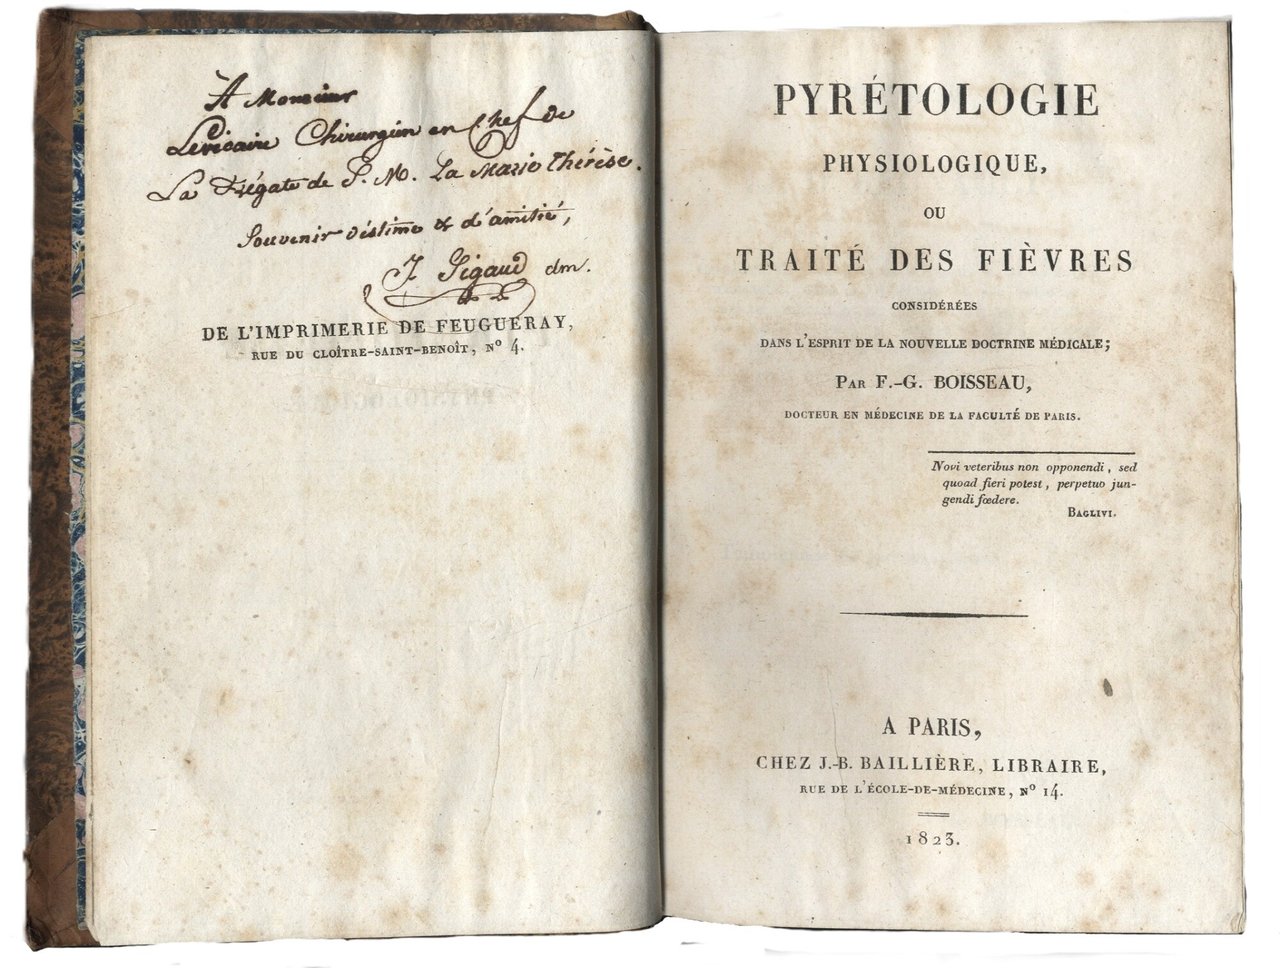 A Monsieur
Lévicaire Chirurgien en Chef de
La Frégate de S. M. La Marie Thérèse.
Souvenir d'estime & d'amitié,
J Sigaud dm.
DE L'IMPRIMERIE DE FEUGUERAY,
RUE DU CLOÎTRE-SAINT-BENOÎT, Nº 4.
PYRÉTOLOGIE
PHYSIOLOGIQUE,
OU
TRAITÉ DES FIÈVRES
CONSIDÉRÉES
DANS L'ESPRIT DE LA NOUVELLE DOCTRINE MÉDICALE;
PAR F.-G. BOISSEAU,
DOCTEUR EN MÉDECINE DE LA FACULTÉ DE PARIS.
Novi veteribus non opponendi, sed
quoad fieri potest, perpetuo jun-
gendi fœdere.
BAGLIVI.
A PARIS,
CHEZ J.-B. BAILLIÈRE, LIBRAIRE,
RUE DE L'ÉCOLE-DE-MÉDECINE, Nº 14.
1823.